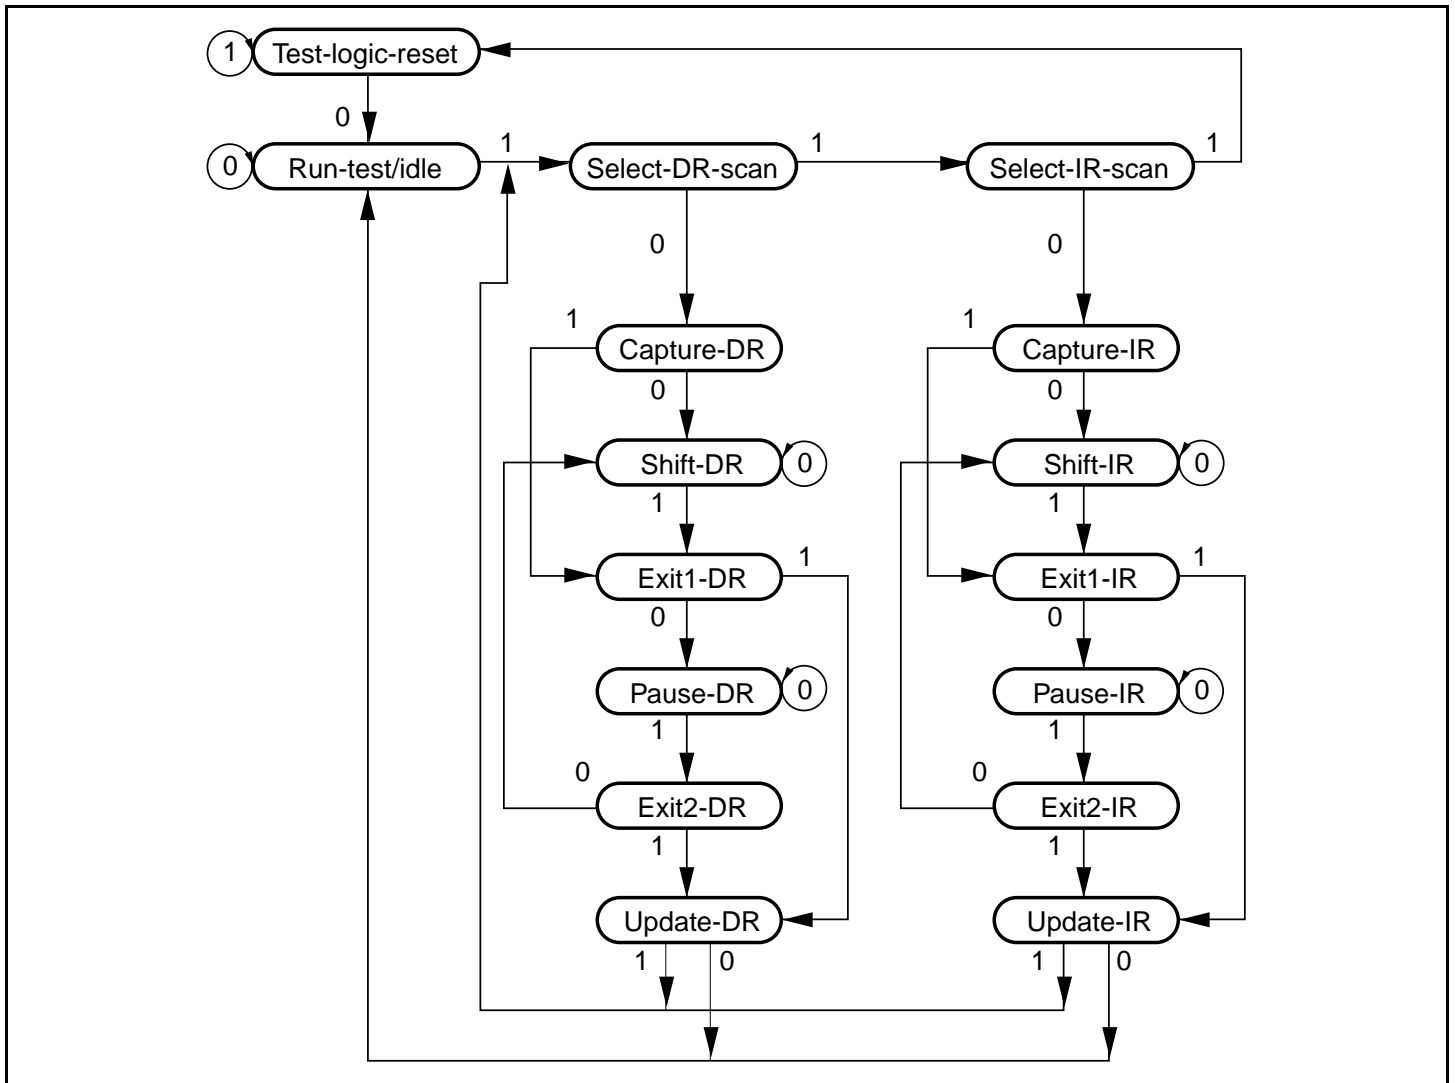 1 Test-logic-reset
0
0 Run-test/idle 1 Select-DR-scan 1 Select-IR-scan 1
0 0
1 Capture-DR 1 Capture-IR
0 0
Shift-DR 0 Shift-IR 0
1 1
Exit1-DR 1 Exit1-IR 1
0 0
Pause-DR 0 Pause-IR 0
1 1
0 Exit2-DR 0 Exit2-IR
1 1
Update-DR Update-IR
1 0 1 0